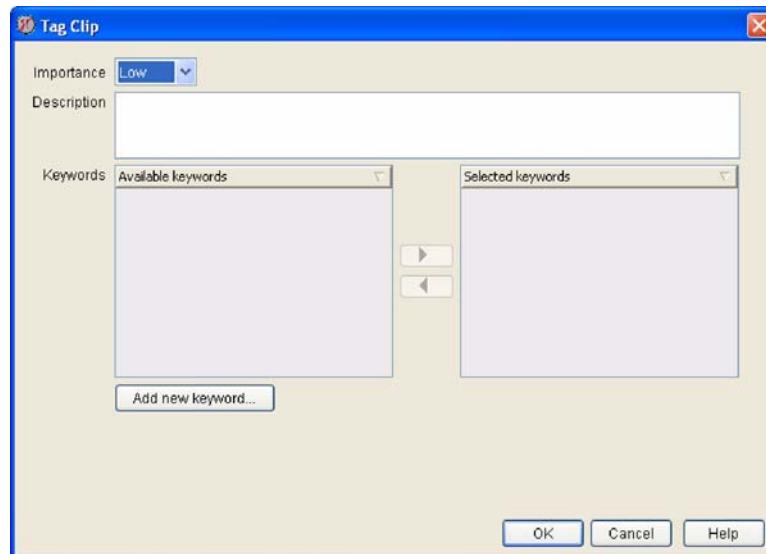 Tag Clip
Importance Low
Description
Keywords Available keywords Selected keywords
Add new keyword...
OK Cancel Help